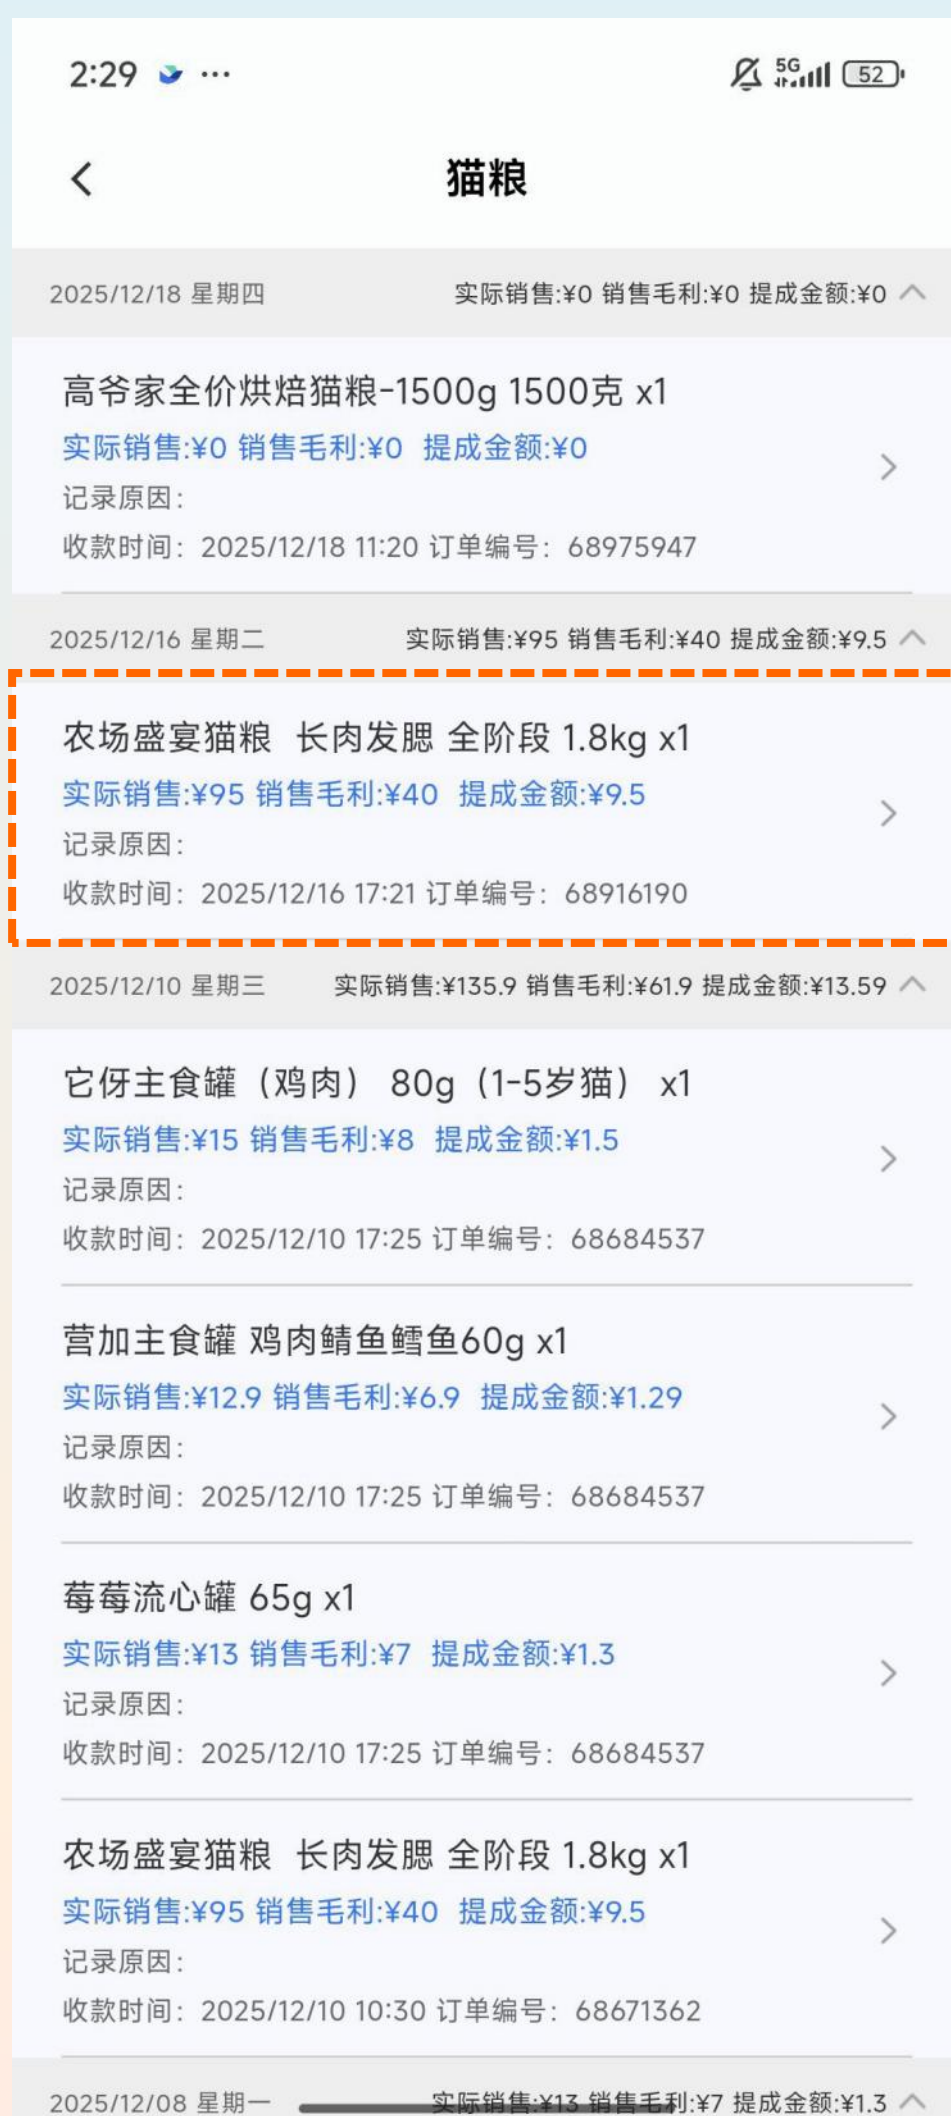 2:29 ...
5G 52
猫粮
2025/12/18 星期四 实际销售:¥0 销售毛利:¥0 提成金额:¥0
高爷家全价烘焙猫粮-1500g 1500克 x1
实际销售:¥0 销售毛利:¥0 提成金额:¥0
记录原因:
收款时间: 2025/12/18 11:20 订单编号: 68975947
2025/12/16 星期二 实际销售:¥95 销售毛利:¥40 提成金额:¥9.5
农场盛宴猫粮 长肉发腮 全阶段 1.8kg x1
实际销售:¥95 销售毛利:¥40 提成金额:¥9.5
记录原因:
收款时间: 2025/12/16 17:21 订单编号: 68916190
2025/12/10 星期三 实际销售:¥135.9 销售毛利:¥61.9 提成金额:¥13.59
它伢主食罐（鸡肉） 80g（1-5岁猫） x1
实际销售:¥15 销售毛利:¥8 提成金额:¥1.5
记录原因:
收款时间: 2025/12/10 17:25 订单编号: 68684537
营加主食罐 鸡肉鲭鱼鳕鱼60g x1
实际销售:¥12.9 销售毛利:¥6.9 提成金额:¥1.29
记录原因:
收款时间: 2025/12/10 17:25 订单编号: 68684537
莓莓流心罐 65g x1
实际销售:¥13 销售毛利:¥7 提成金额:¥1.3
记录原因:
收款时间: 2025/12/10 17:25 订单编号: 68684537
农场盛宴猫粮 长肉发腮 全阶段 1.8kg x1
实际销售:¥95 销售毛利:¥40 提成金额:¥9.5
记录原因:
收款时间: 2025/12/10 10:30 订单编号: 68671362
2025/12/08 星期一 实际销售:¥13 销售毛利:¥7 提成金额:¥1.3